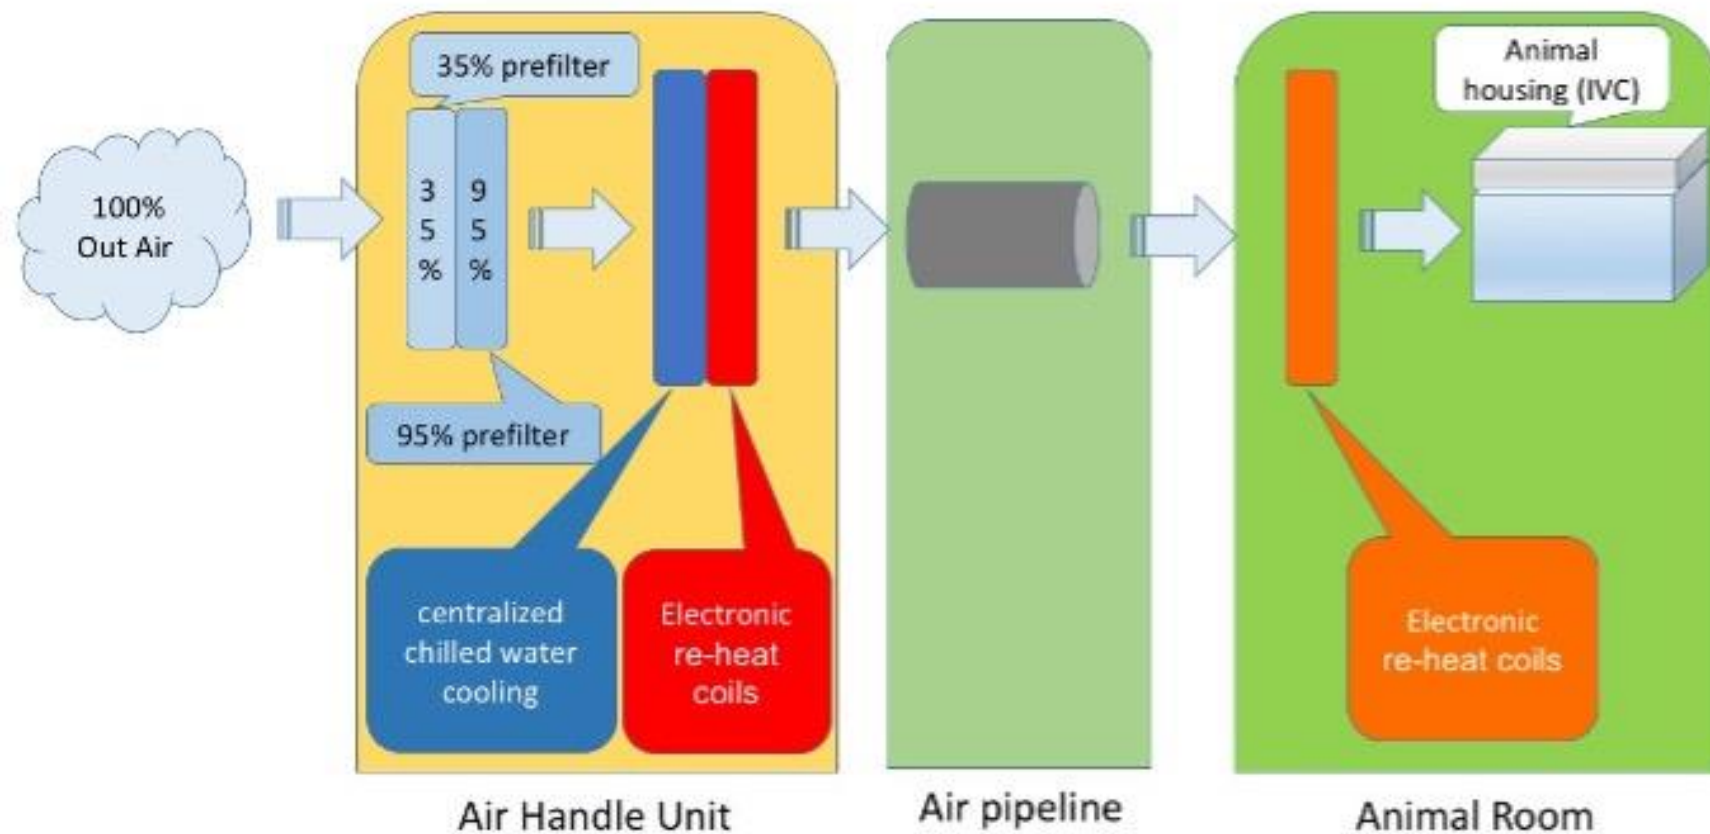 100%
Out Air
35% prefilter
3
5
%
9
5
%
95% prefilter
centralized
chilled water
cooling
Electronic
re-heat
coils
Air Handle Unit
Air pipeline
Animal
housing (IVC)
Electronic
re-heat coils
Animal Room